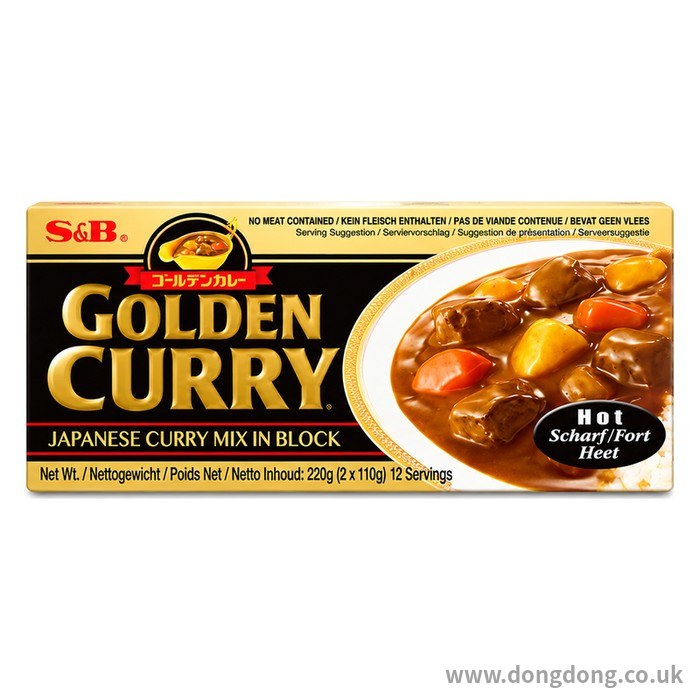 S&B®
NO MEAT CONTAINED / KEIN FLEISCH ENTHALTEN / PAS DE VIANDE CONTENUE / BEVAT GEEN VLEES
Serving Suggestion / Serviervorschlag / Suggestion de présentation / Serveersuggestie
ゴールデンカレー
GOLDEN
CURRY®
JAPANESE CURRY MIX IN BLOCK
Hot
Scharf/Fort
Heet
Net Wt. / Nettogewicht / Poids Net / Netto Inhoud: 220g (2 x 110g) 12 Servings
www.dongdong.co.uk